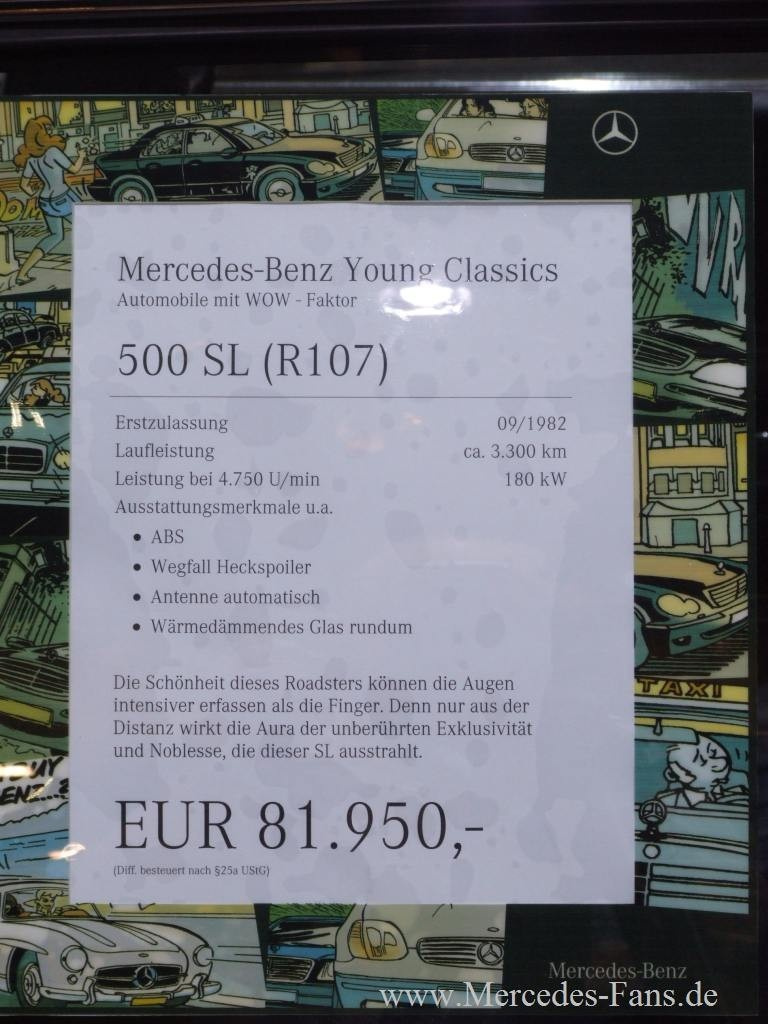 Mercedes-Benz Young Classics
Automobile mit WOW - Faktor
500 SL (R107)
Erstzulassung 09/1982
Laufleistung ca. 3.300 km
Leistung bei 4.750 U/min 180 kW
Ausstattungsmerkmale u.a.
• ABS
• Wegfall Heckspoiler
• Antenne automatisch
• Wärmedämmendes Glas rundum
Die Schönheit dieses Roadsters können die Augen
intensiver erfassen als die Finger. Denn nur aus der
Distanz wirkt die Aura der unberührten Exklusivität
und Noblesse, die dieser SL ausstrahlt.
EUR 81.950,-
(Diff. besteuert nach §25a UStG)
TAXI
Mercedes-Benz
www.Mercedes-Fans.de